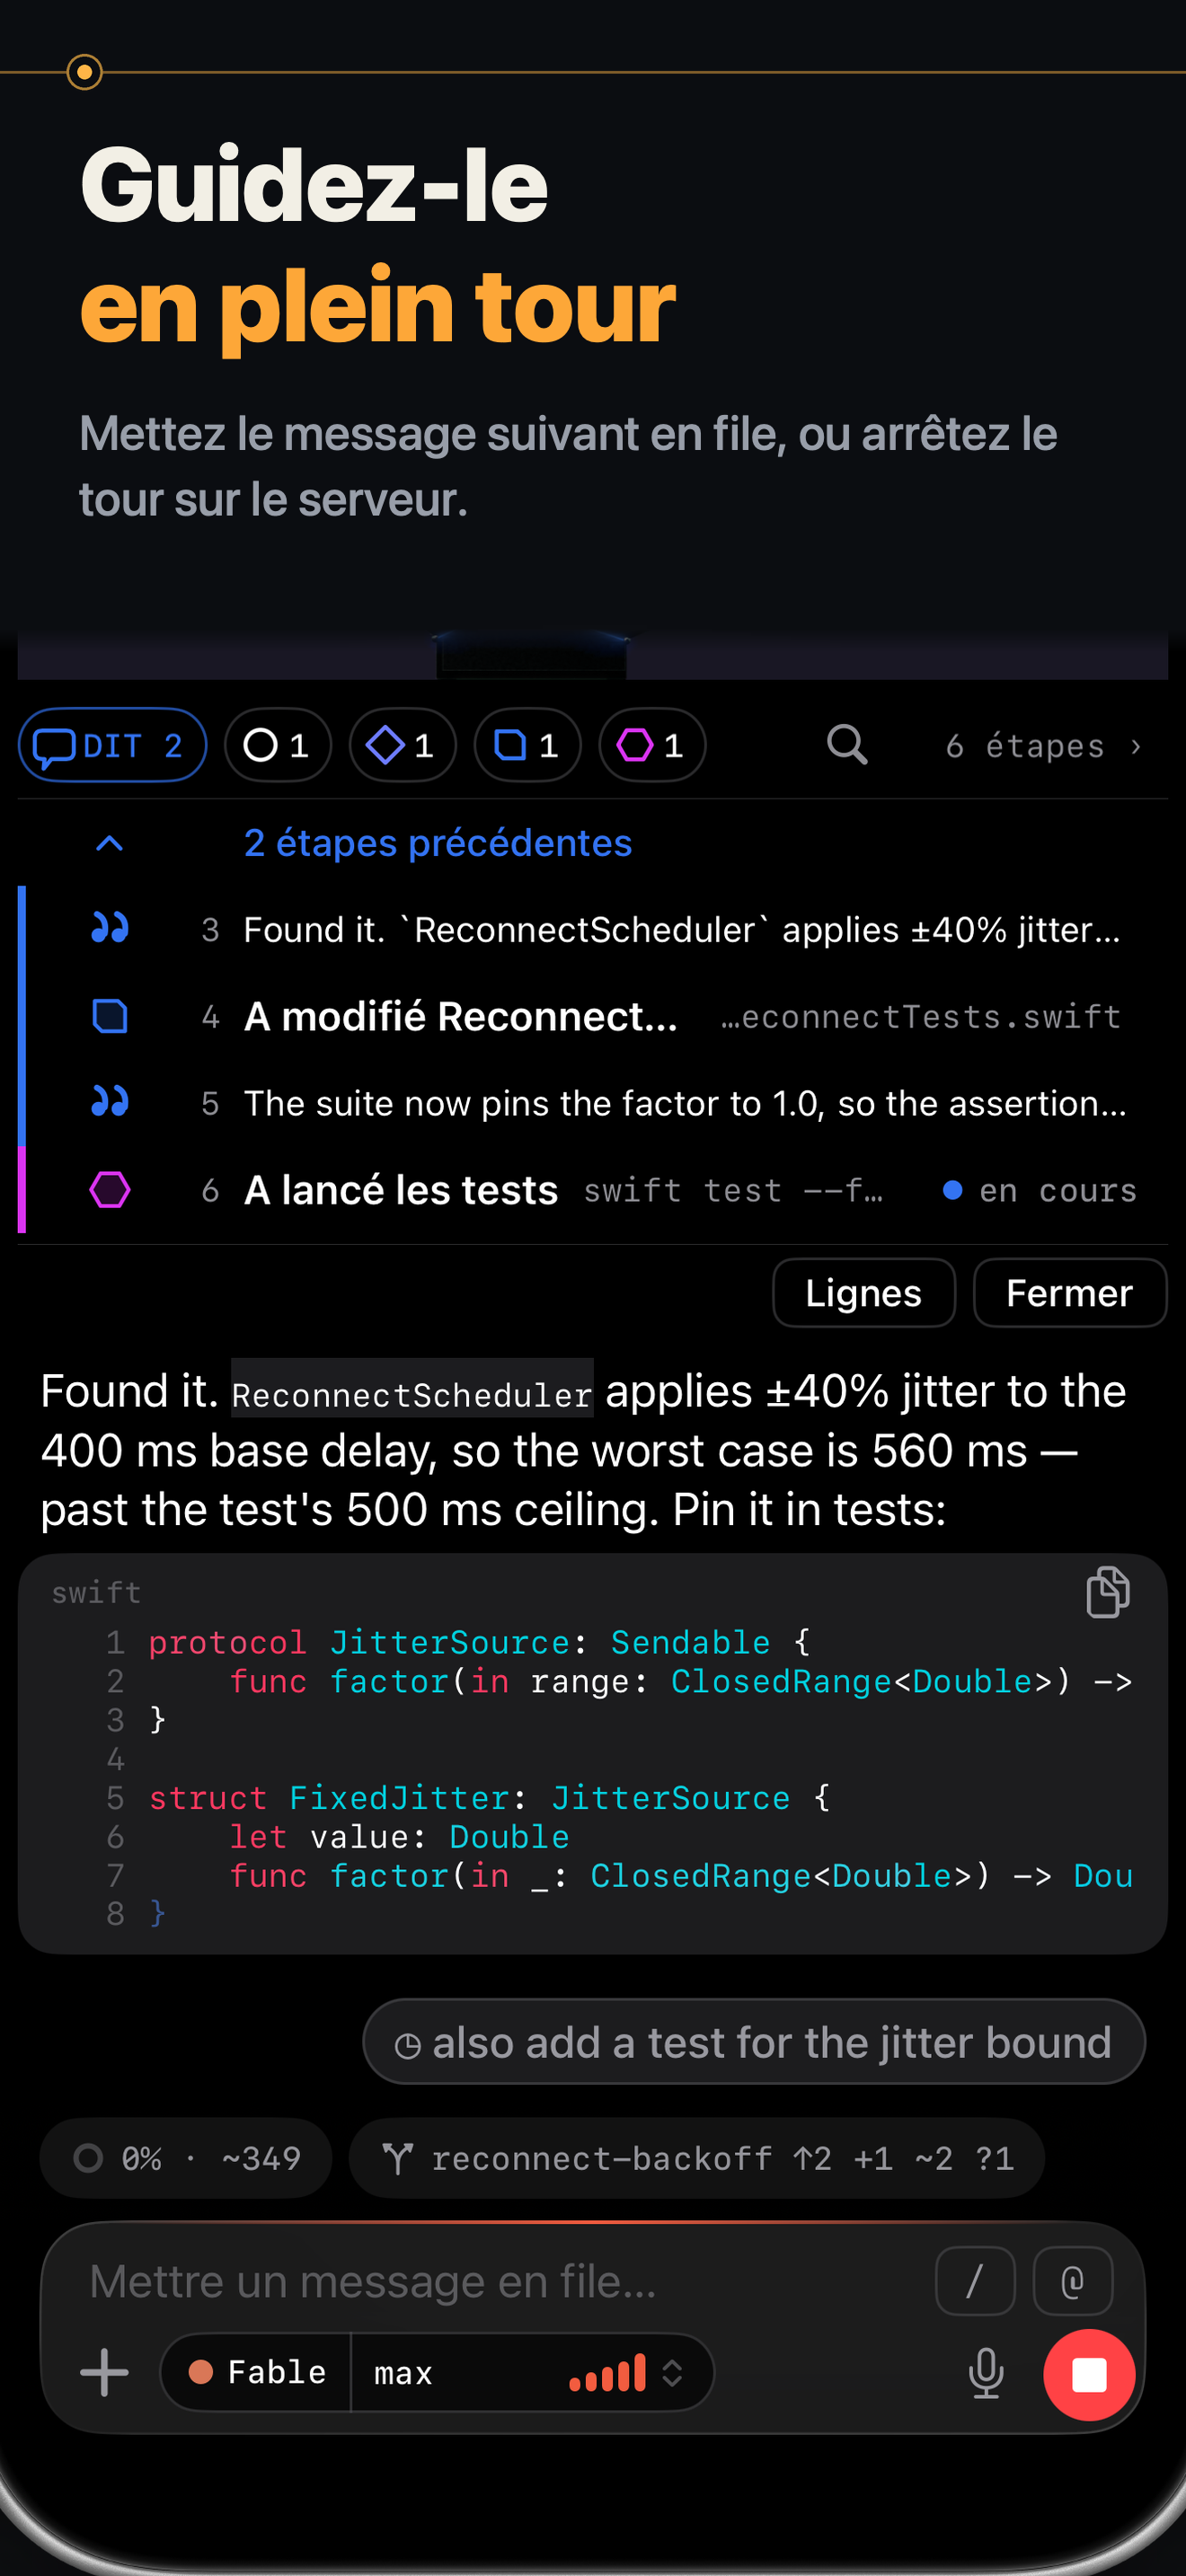 Guidez-le
en plein tour
Mettez le message suivant en file, ou arrêtez le
tour sur le serveur.
DIT 2 1 1 1 1 6 étapes ›
2 étapes précédentes
3 Found it. `ReconnectScheduler` applies ±40% jitter…
4 A modifié Reconnect… …econnectTests.swift
5 The suite now pins the factor to 1.0, so the assertion…
6 A lancé les tests swift test --f… en cours
Lignes Fermer
Found it. ReconnectScheduler applies ±40% jitter to the
400 ms base delay, so the worst case is 560 ms —
past the test's 500 ms ceiling. Pin it in tests:
swift
1 protocol JitterSource: Sendable {
2     func factor(in range: ClosedRange<Double>) ->
3 }
4
5 struct FixedJitter: JitterSource {
6     let value: Double
7     func factor(in _: ClosedRange<Double>) -> Dou
8 }
also add a test for the jitter bound
0% · ~349 reconnect-backoff ↑2 +1 ~2 ?1
Mettre un message en file… / @
Fable max